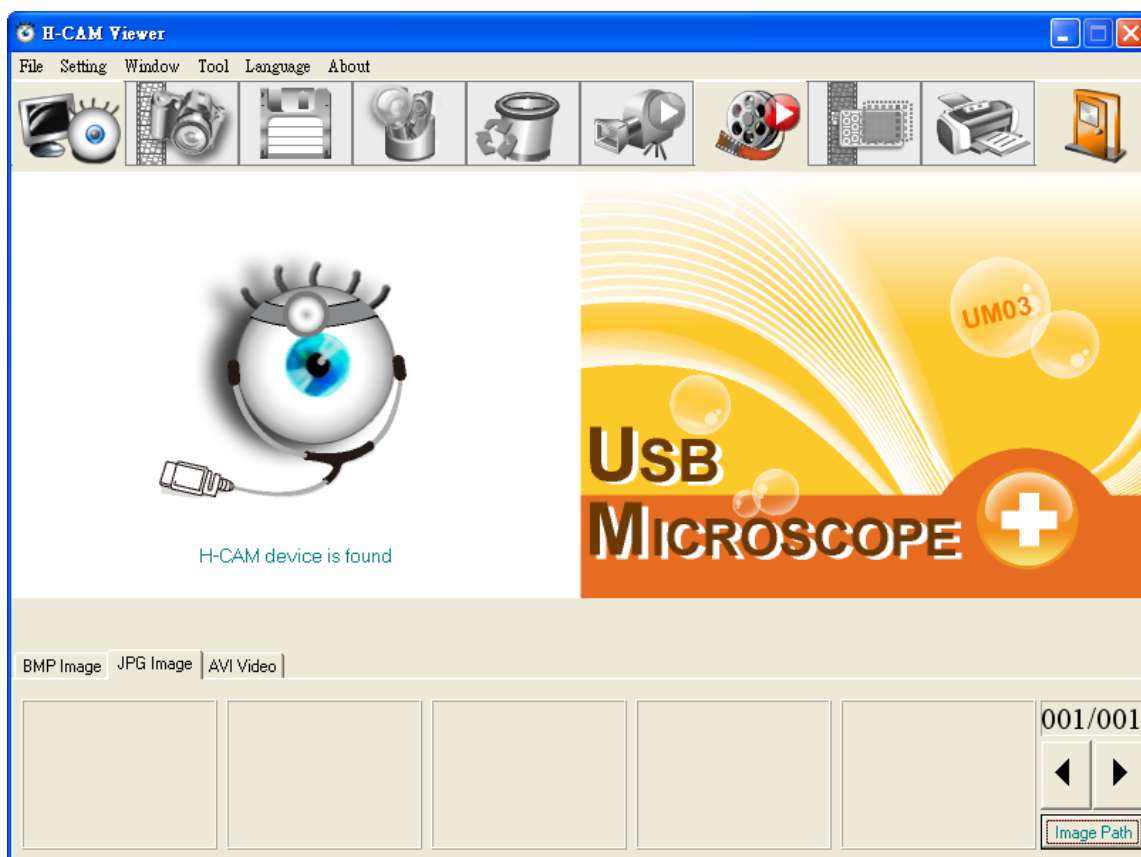 H-CAM Viewer
File Setting Window Tool Language About
UM03
USB
MICROSCOPE
H-CAM device is found
BMP Image JPG Image AVI Video
001/001
Image Path